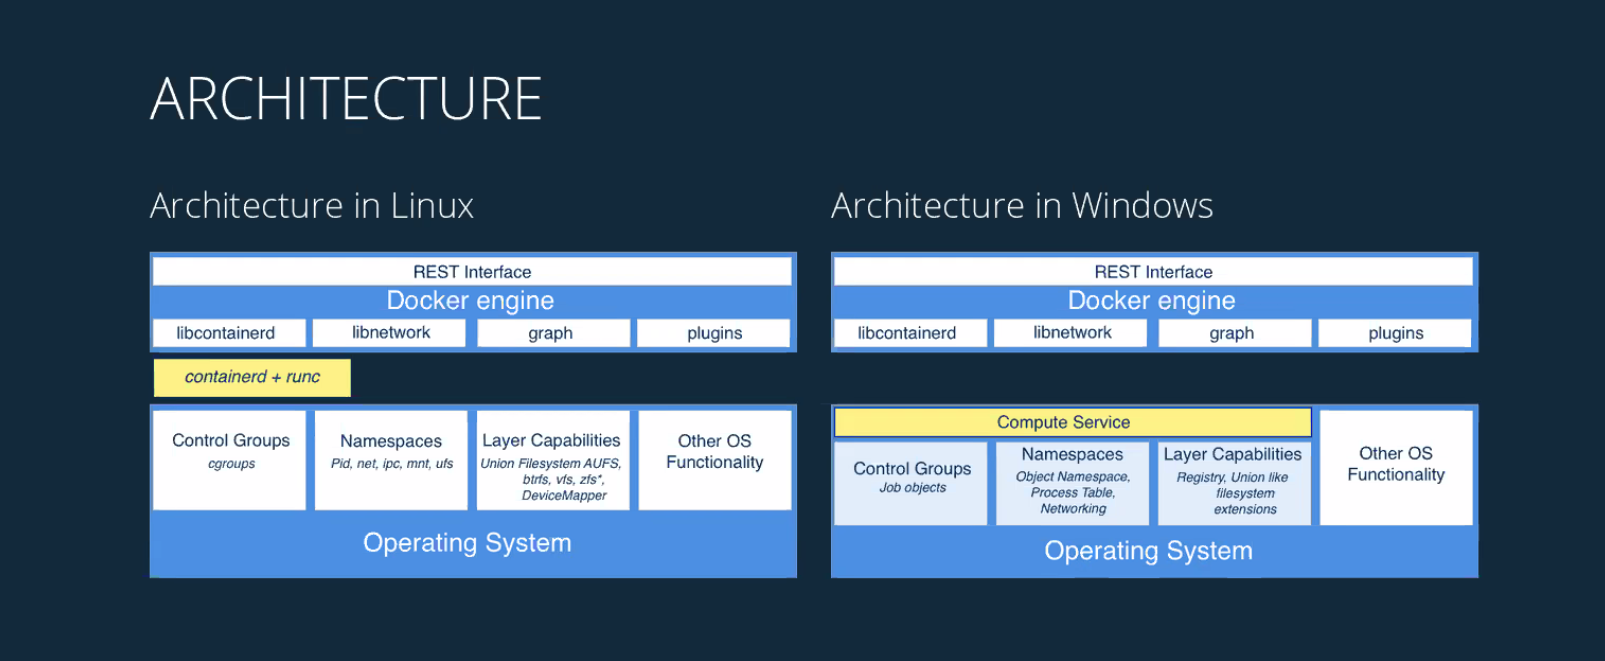 ARCHITECTURE
Architecture in Linux
REST Interface
Docker engine
libcontainerd
libnetwork
graph
plugins
containerd + runc
Control Groups
cgroups
Namespaces
Pid, net, ipc, mnt, ufs
Layer Capabilities
Union Filesystem AUFS,
btrfs, vfs, zfs*,
DeviceMapper
Other OS
Functionality
Operating System
Architecture in Windows
REST Interface
Docker engine
libcontainerd
libnetwork
graph
plugins
Compute Service
Control Groups
Job objects
Namespaces
Object Namespace,
Process Table,
Networking
Layer Capabilities
Registry, Union like
filesystem
extensions
Other OS
Functionality
Operating System